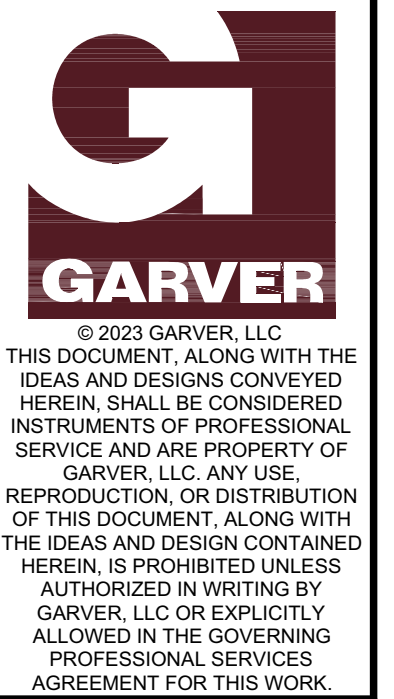 GARVER
© 2023 GARVER, LLC
THIS DOCUMENT, ALONG WITH THE
IDEAS AND DESIGNS CONVEYED
HEREIN, SHALL BE CONSIDERED
INSTRUMENTS OF PROFESSIONAL
SERVICE AND ARE PROPERTY OF
GARVER, LLC. ANY USE,
REPRODUCTION, OR DISTRIBUTION
OF THIS DOCUMENT, ALONG WITH
THE IDEAS AND DESIGN CONTAINED
HEREIN, IS PROHIBITED UNLESS
AUTHORIZED IN WRITING BY
GARVER, LLC OR EXPLICITLY
ALLOWED IN THE GOVERNING
PROFESSIONAL SERVICES
AGREEMENT FOR THIS WORK.